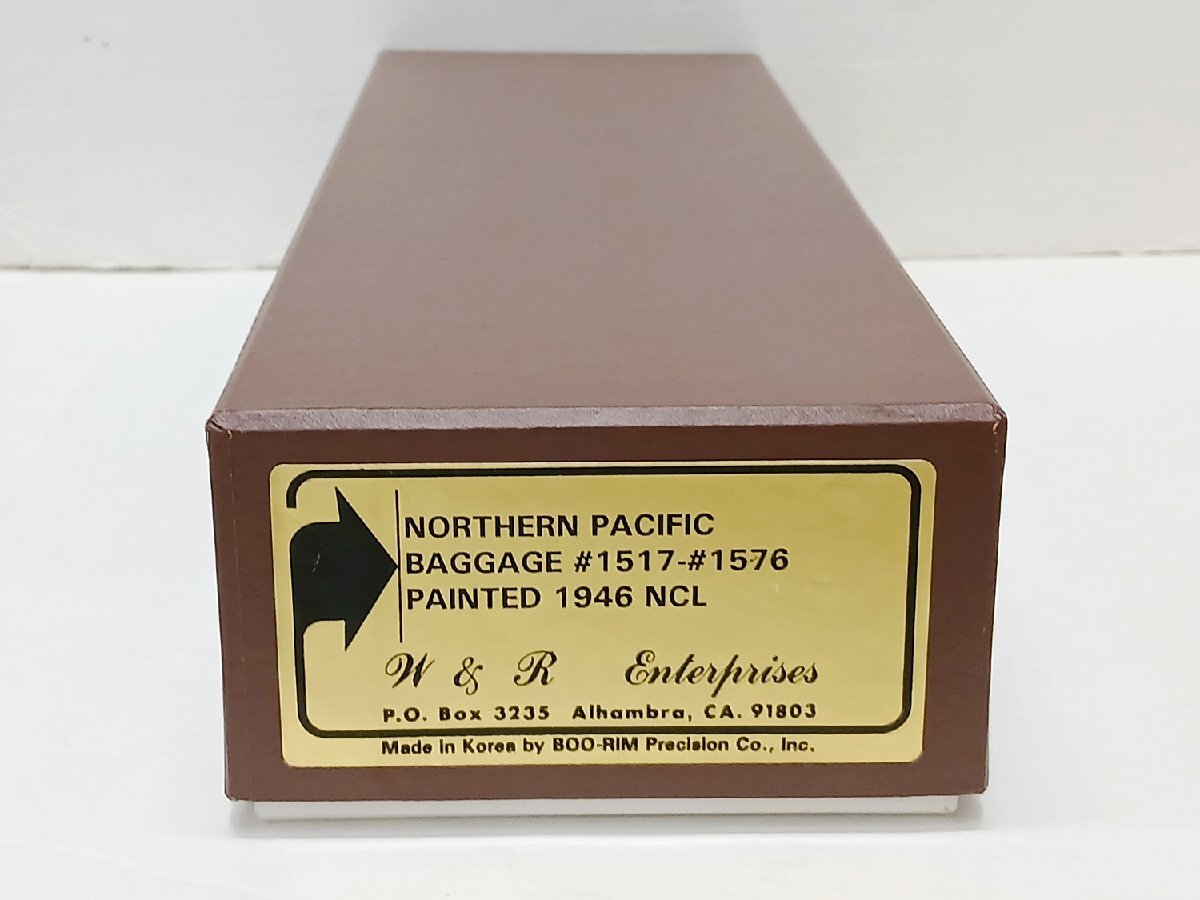 NORTHERN PACIFIC
BAGGAGE #1517-#1576
PAINTED 1946 NCL
W & R Enterprises
P.O. Box 3235 Alhambra, CA. 91803
Made in Korea by BOO-RIM Precision Co., Inc.